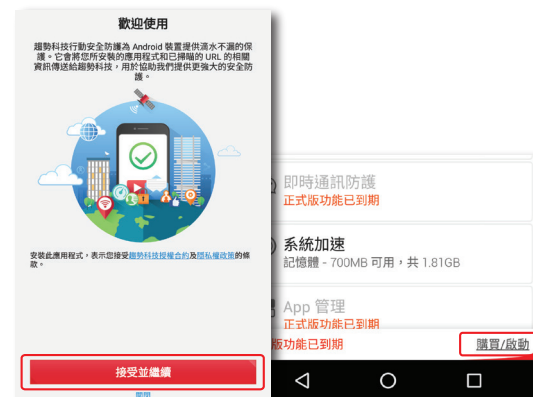 歡迎使用
趨勢科技行動安全防護為 Android 裝置提供滴水不漏的保
護。它會將您所安裝的應用程式和已掃瞄的 URL 的相關
資訊傳送給趨勢科技，用於協助我們提供更強大的安全防
護。
安裝此應用程式，表示您接受趨勢科技授權合約及隱私權政策的條
款。
接受並繼續
即時通訊防護
正式版功能已到期
系統加速
記憶體 - 700MB 可用，共 1.81GB
App 管理
正式版功能已到期
版功能已到期
購買/啟動